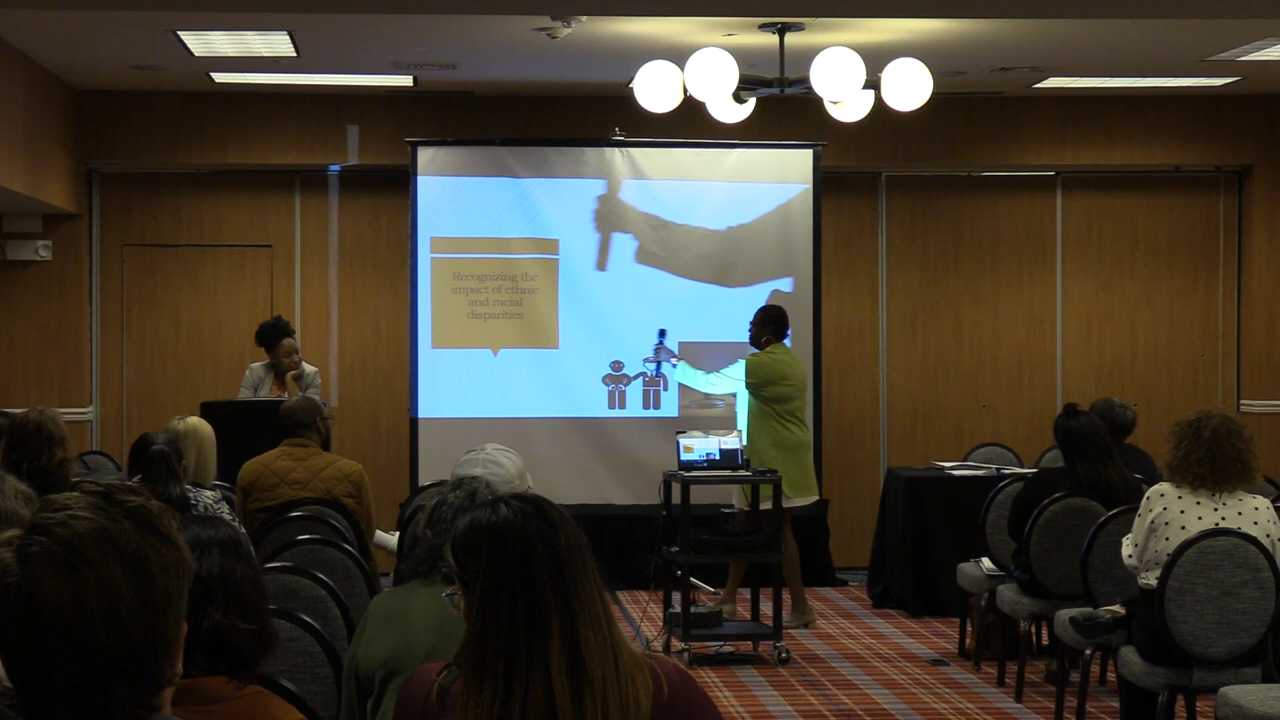 Recognizing the
impact of ethnic
and racial
disparities